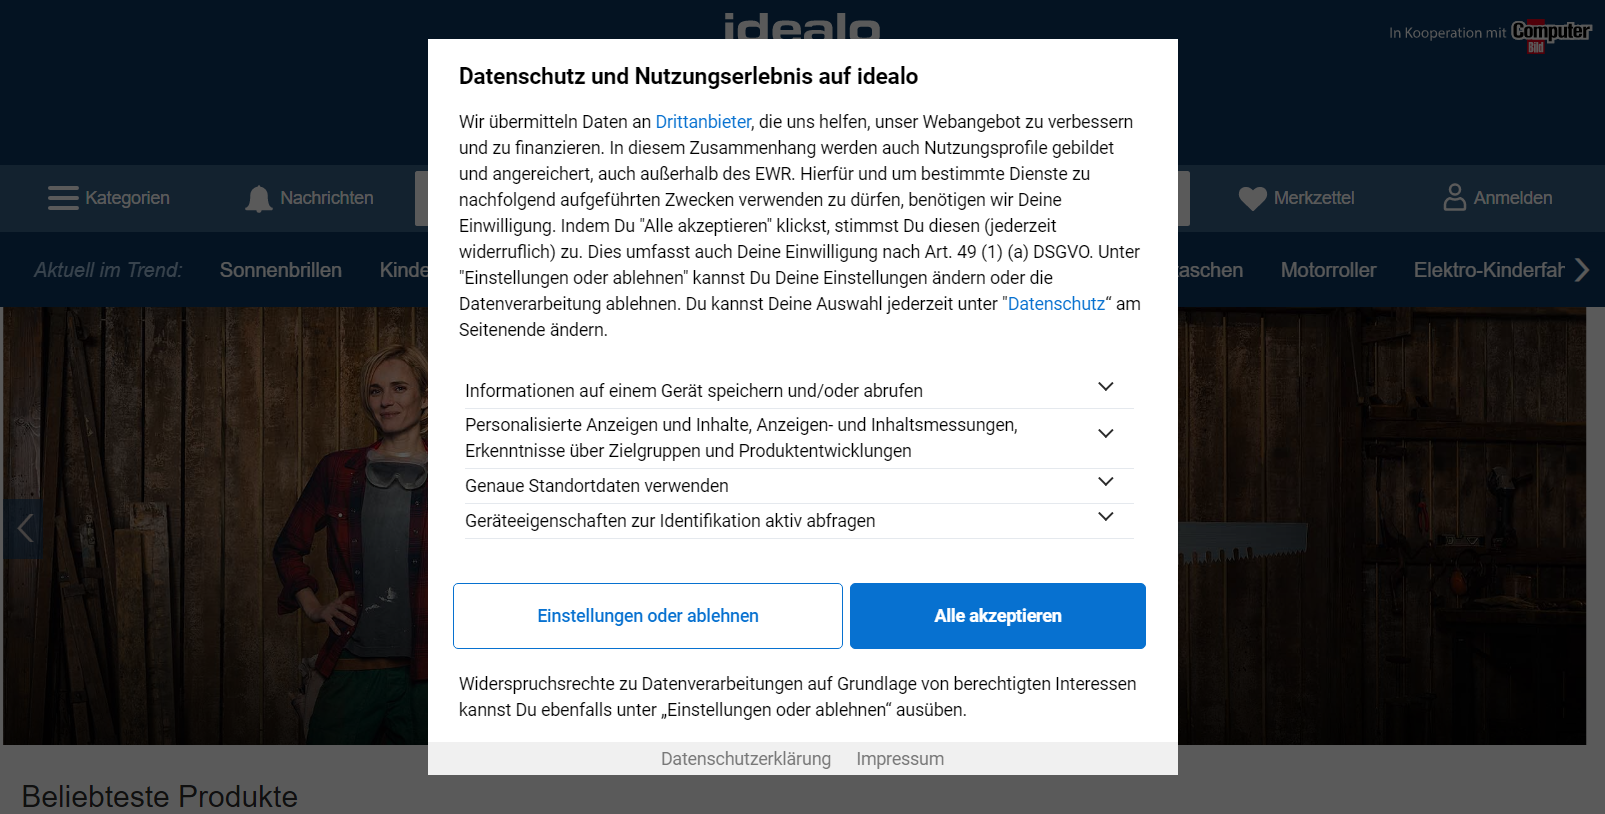 idealo
In Kooperation mit Computer Bild
Kategorien
Nachrichten
Merkzettel
Anmelden
Aktuell im Trend:
Sonnenbrillen
Kinde
aschen
Motorroller
Elektro-Kinderfah
Datenschutz und Nutzungserlebnis auf idealo
Wir übermitteln Daten an Drittanbieter, die uns helfen, unser Webangebot zu verbessern
und zu finanzieren. In diesem Zusammenhang werden auch Nutzungsprofile gebildet
und angereichert, auch außerhalb des EWR. Hierfür und um bestimmte Dienste zu
nachfolgend aufgeführten Zwecken verwenden zu dürfen, benötigen wir Deine
Einwilligung. Indem Du "Alle akzeptieren" klickst, stimmst Du diesen (jederzeit
widerruflich) zu. Dies umfasst auch Deine Einwilligung nach Art. 49 (1) (a) DSGVO. Unter
"Einstellungen oder ablehnen" kannst Du Deine Einstellungen ändern oder die
Datenverarbeitung ablehnen. Du kannst Deine Auswahl jederzeit unter "Datenschutz“ am
Seitenende ändern.
Informationen auf einem Gerät speichern und/oder abrufen
Personalisierte Anzeigen und Inhalte, Anzeigen- und Inhaltsmessungen,
Erkenntnisse über Zielgruppen und Produktentwicklungen
Genaue Standortdaten verwenden
Geräteeigenschaften zur Identifikation aktiv abfragen
Einstellungen oder ablehnen
Alle akzeptieren
Widerspruchsrechte zu Datenverarbeitungen auf Grundlage von berechtigten Interessen
kannst Du ebenfalls unter „Einstellungen oder ablehnen“ ausüben.
Datenschutzerklärung
Impressum
Beliebteste Produkte